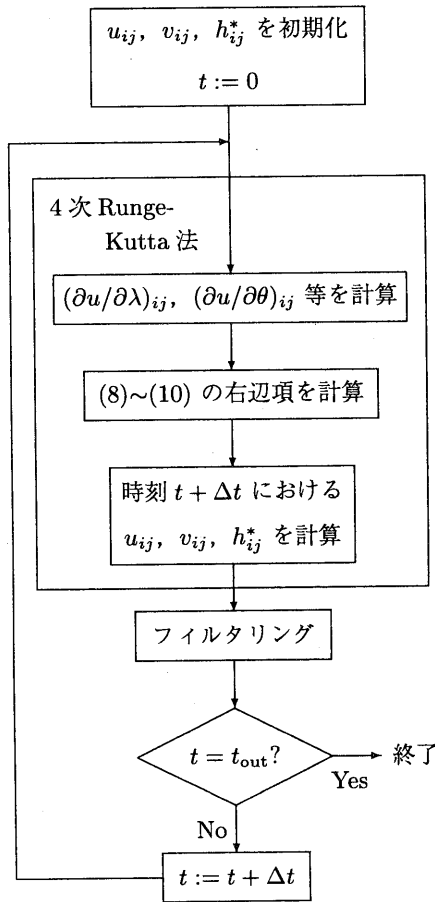 u_{ij}, v_{ij}, h^*_{ij} を初期化
t := 0
4次 Runge-
Kutta 法
(∂u/∂λ)_{ij}, (∂u/∂θ)_{ij} 等を計算
(8)~(10) の右辺項を計算
時刻 t + Δt における
u_{ij}, v_{ij}, h^*_{ij} を計算
フィルタリング
t = t_{out}?
終了
Yes
No
t := t + Δt